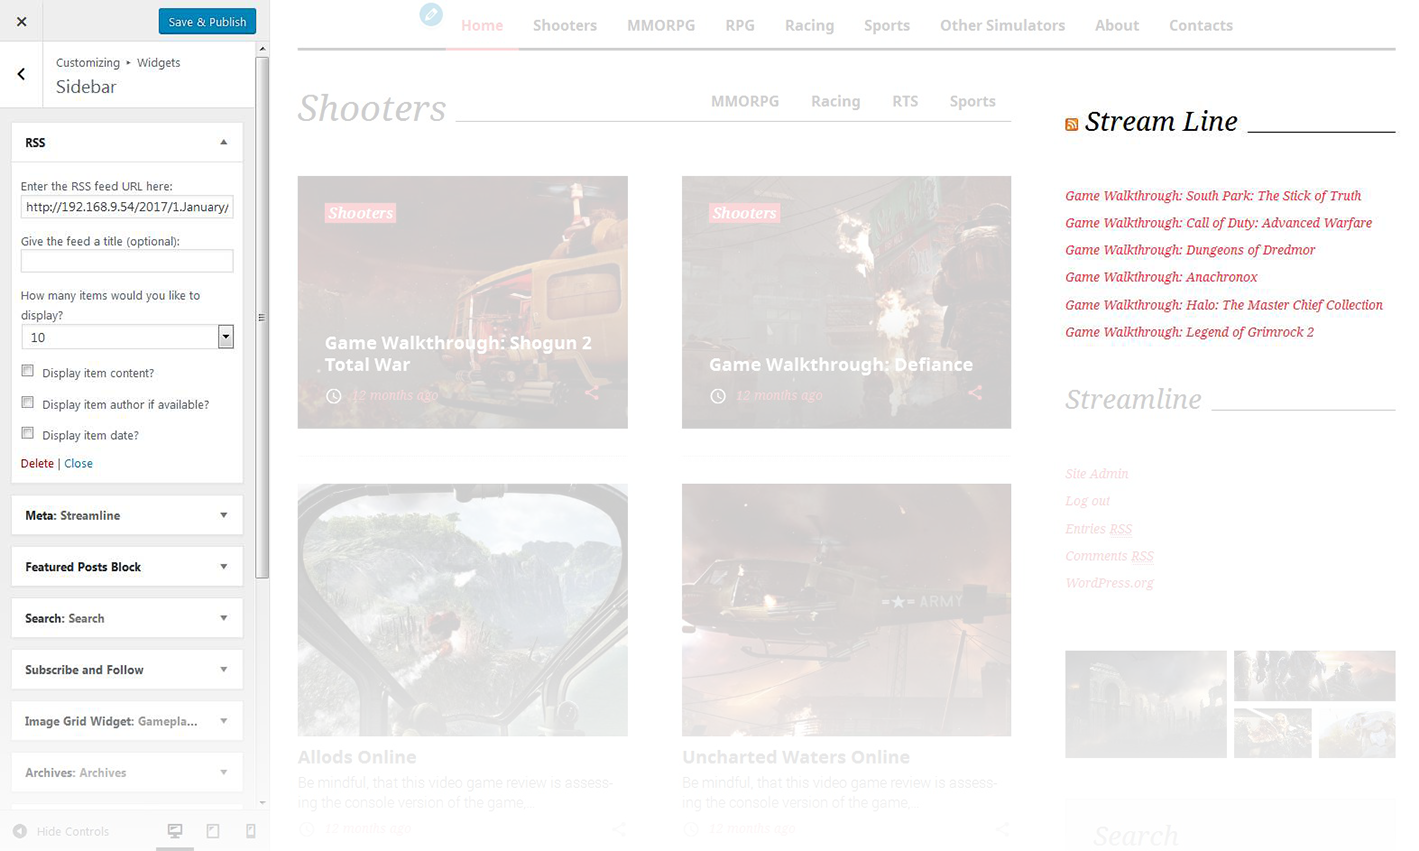 Save & Publish
Customizing ▸ Widgets
Sidebar
RSS
Enter the RSS feed URL here:
http://192.168.9.54/2017/1.January/
Give the feed a title (optional):
How many items would you like to
display?
10
Display item content?
Display item author if available?
Display item date?
Delete | Close
Meta: Streamline
Featured Posts Block
Search: Search
Subscribe and Follow
Image Grid Widget: Gamepla...
Archives: Archives
Hide Controls
Home Shooters MMORPG RPG Racing Sports Other Simulators About Contacts
Shooters
MMORPG Racing RTS Sports
Shooters
Game Walkthrough: Shogun 2
Total War
12 months ago
Shooters
Game Walkthrough: Defiance
12 months ago
Allods Online
Be mindful, that this video game review is assess-
ing the console version of the game,...
12 months ago
ARMY
Uncharted Waters Online
Be mindful, that this video game review is assess-
ing the console version of the game,...
12 months ago
Stream Line
Game Walkthrough: South Park: The Stick of Truth
Game Walkthrough: Call of Duty: Advanced Warfare
Game Walkthrough: Dungeons of Dredmor
Game Walkthrough: Anachronox
Game Walkthrough: Halo: The Master Chief Collection
Game Walkthrough: Legend of Grimrock 2
Streamline
Site Admin
Log out
Entries RSS
Comments RSS
WordPress.org
Search